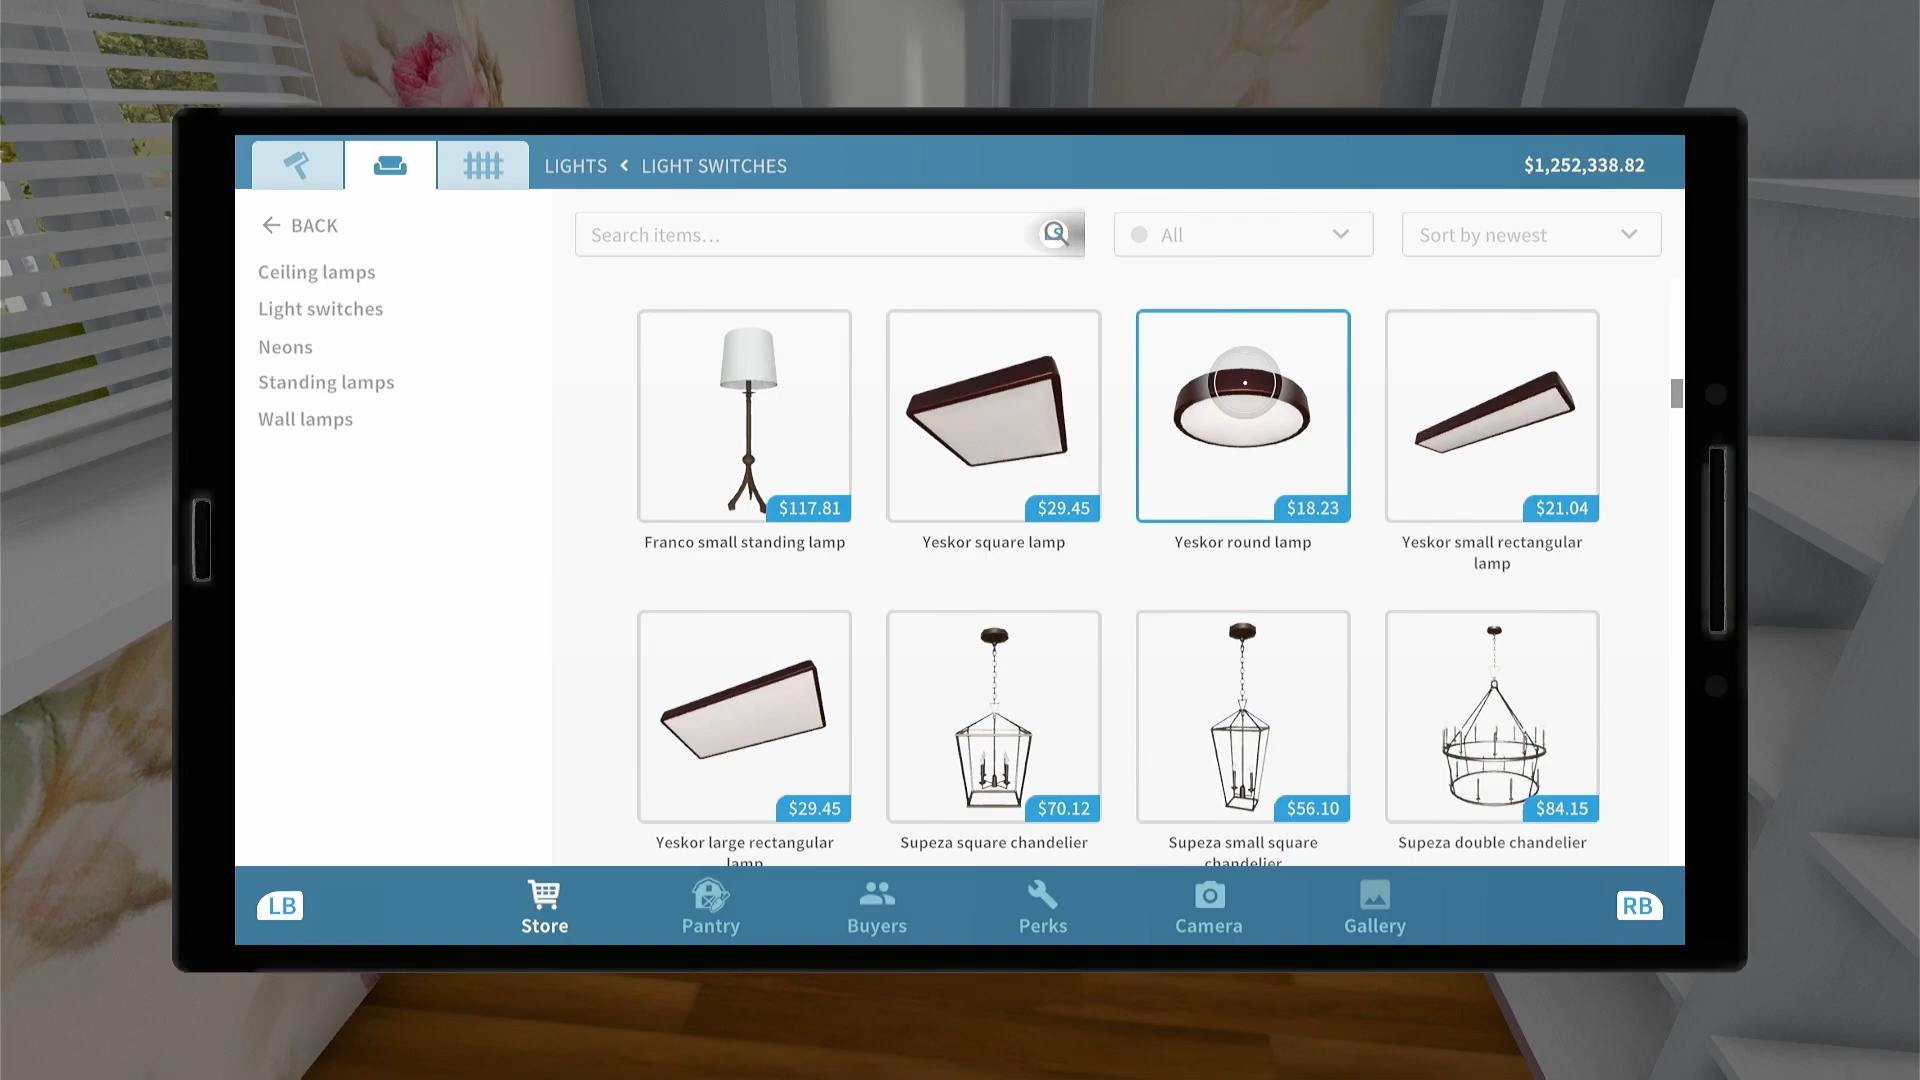 LIGHTS < LIGHT SWITCHES
$1,252,338.82
BACK
Ceiling lamps
Light switches
Neons
Standing lamps
Wall lamps
Search items...
LS
All
Sort by newest
$117.81
$29.45
$18.23
$21.04
Franco small standing lamp
Yeskor square lamp
Yeskor round lamp
Yeskor small rectangular
lamp
$29.45
$70.12
$56.10
$84.15
Yeskor large rectangular
lamp
Supeza square chandelier
Supeza small square
chandelier
Supeza double chandelier
LB
Store
Pantry
Buyers
Perks
Camera
Gallery
RB